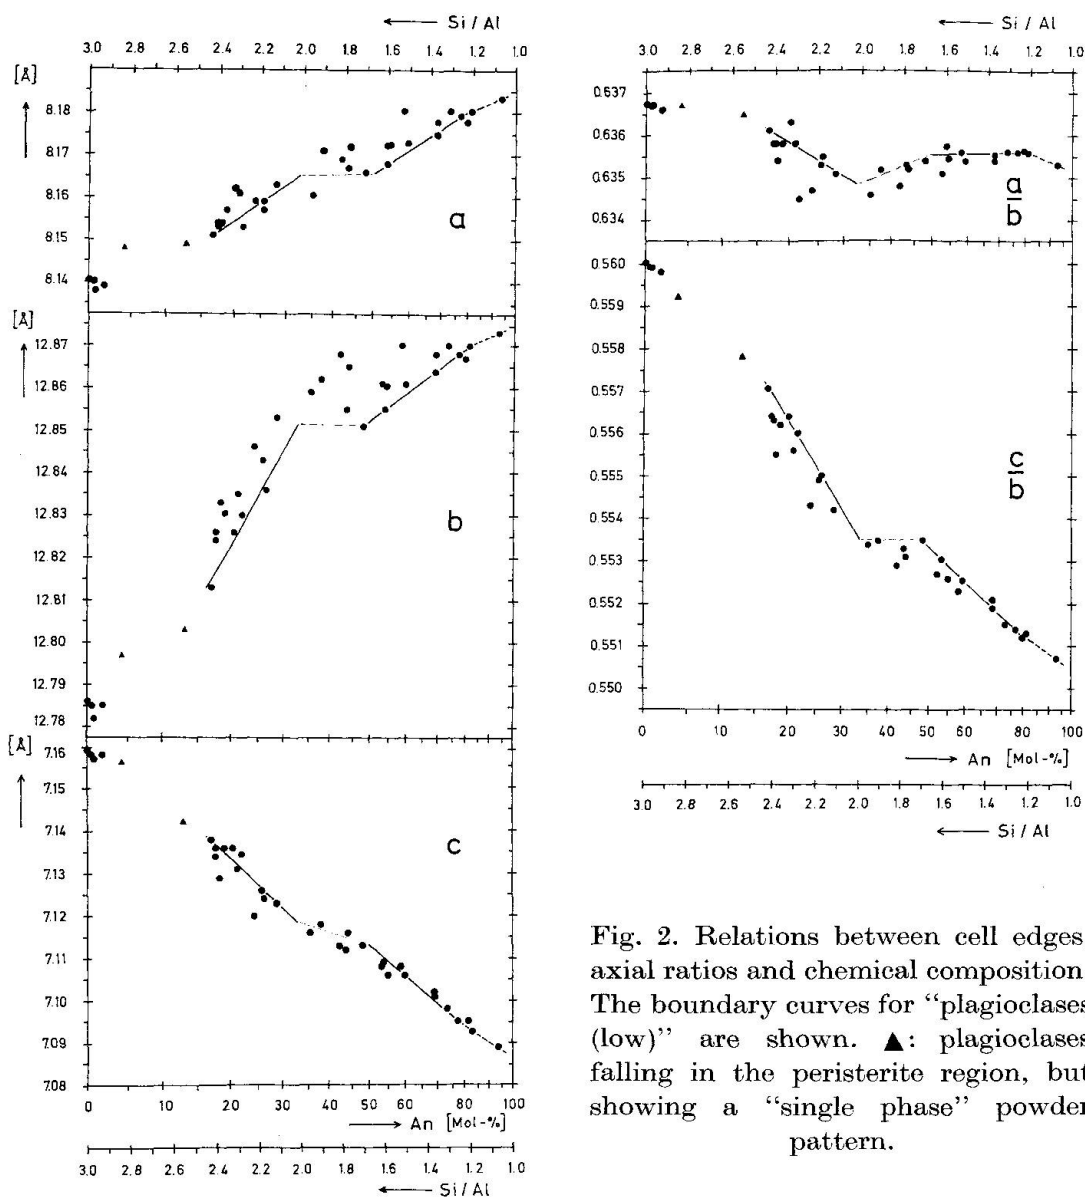 ← Si / Al
3.0 2.8 2.6 2.4 2.2 2.0 1.8 1.6 1.4 1.2 1.0
[Å]
8.18
8.17
8.16
8.15
8.14
a
[Å]
12.87
12.86
12.85
12.84
12.83
12.82
12.81
12.80
12.79
12.78
b
[Å]
7.16
7.15
7.14
7.13
7.12
7.11
7.10
7.09
7.08
c
0 10 20 30 40 50 60 80 100
→ An [Mol-%]
3.0 2.8 2.6 2.4 2.2 2.0 1.8 1.6 1.4 1.2 1.0
← Si / Al
← Si / Al
3.0 2.8 2.6 2.4 2.2 2.0 1.8 1.6 1.4 1.2 1.0
0.637
0.636
0.635
0.634
a
b
0.560
0.559
0.558
0.557
0.556
0.555
0.554
0.553
0.552
0.551
0.550
c
b
0 10 20 30 40 50 60 80 100
→ An [Mol-%]
3.0 2.8 2.6 2.4 2.2 2.0 1.8 1.6 1.4 1.2 1.0
← Si / Al
Fig. 2. Relations between cell edges
axial ratios and chemical composition
The boundary curves for “plagioclases
(low)” are shown. ▲: plagioclases
falling in the peristerite region, but
showing a “single phase” powder
pattern.